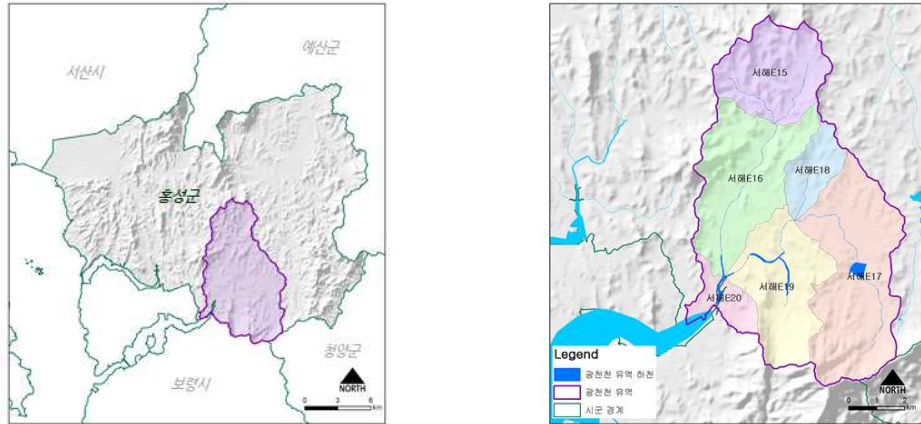 예산군
서산시
홍성군
청양군
보령시
NORTH
0 3 6
km
서해E15
서해E18
서해E16
서해E17
서해E19
서해E20
Legend
광천천 유역 하천
광천천 유역
시군 경계
NORTH
0 1 2
km